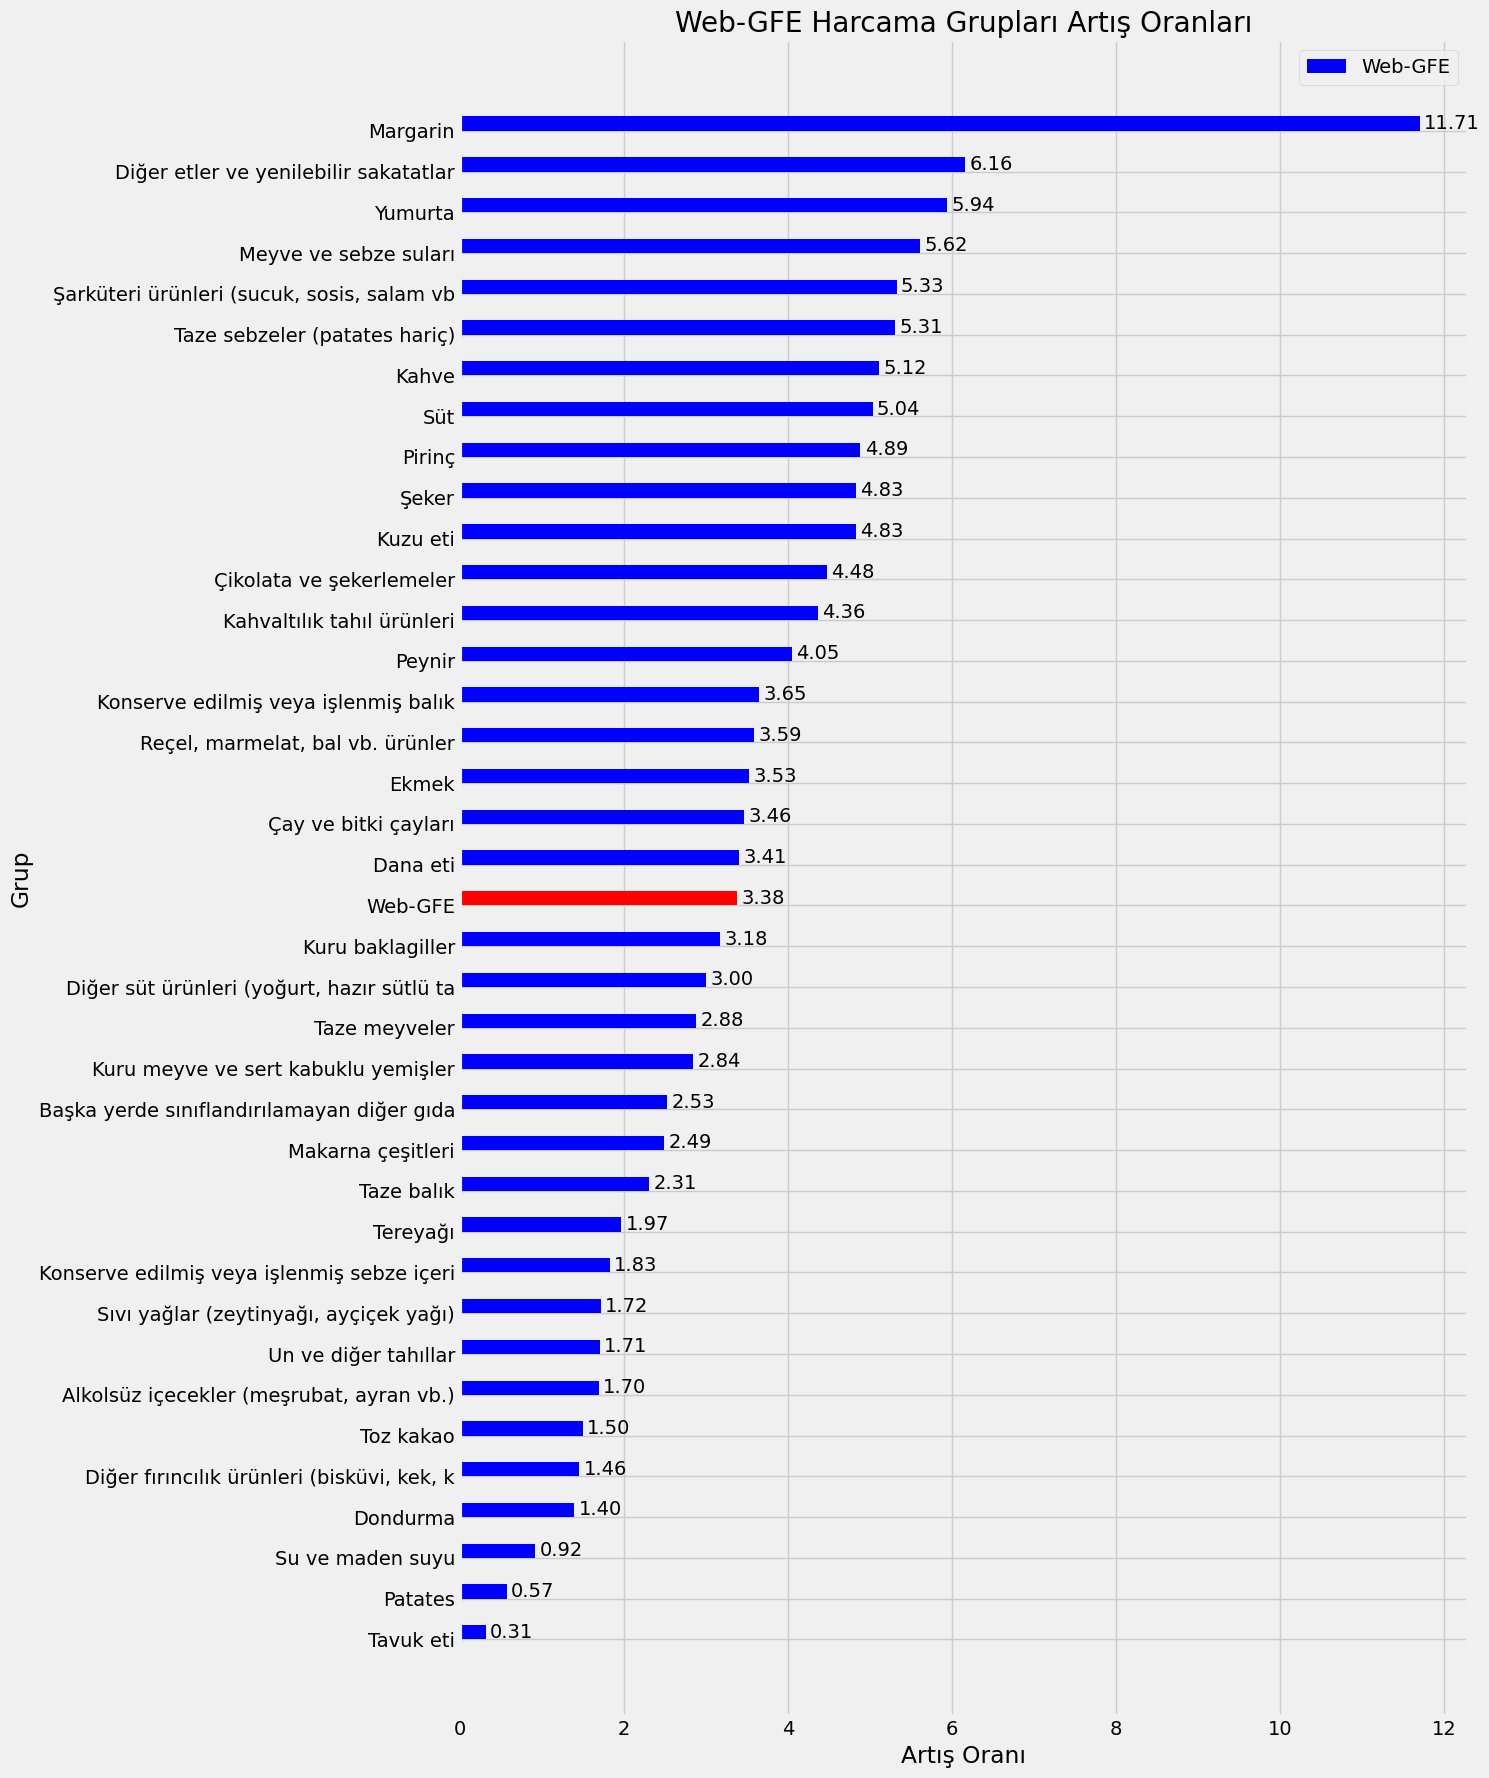 Web-GFE Harcama Grupları Artış Oranları
Web-GFE
Margarin 11.71
Diğer etler ve yenilebilir sakatatlar 6.16
Yumurta 5.94
Meyve ve sebze suları 5.62
Şarküteri ürünleri (sucuk, sosis, salam vb 5.33
Taze sebzeler (patates hariç) 5.31
Kahve 5.12
Süt 5.04
Pirinç 4.89
Şeker 4.83
Kuzu eti 4.83
Çikolata ve şekerlemeler 4.48
Kahvaltılık tahıl ürünleri 4.36
Peynir 4.05
Konserve edilmiş veya işlenmiş balık 3.65
Reçel, marmelat, bal vb. ürünler 3.59
Ekmek 3.53
Çay ve bitki çayları 3.46
Dana eti 3.41
Web-GFE 3.38
Kuru baklagiller 3.18
Diğer süt ürünleri (yoğurt, hazır sütlü ta 3.00
Taze meyveler 2.88
Kuru meyve ve sert kabuklu yemişler 2.84
Başka yerde sınıflandırılamayan diğer gıda 2.53
Makarna çeşitleri 2.49
Taze balık 2.31
Tereyağı 1.97
Konserve edilmiş veya işlenmiş sebze içeri 1.83
Sıvı yağlar (zeytinyağı, ayçiçek yağı) 1.72
Un ve diğer tahıllar 1.71
Alkolsüz içecekler (meşrubat, ayran vb.) 1.70
Toz kakao 1.50
Diğer fırıncılık ürünleri (bisküvi, kek, k 1.46
Dondurma 1.40
Su ve maden suyu 0.92
Patates 0.57
Tavuk eti 0.31
Grup
0 2 4 6 8 10 12
Artış Oranı